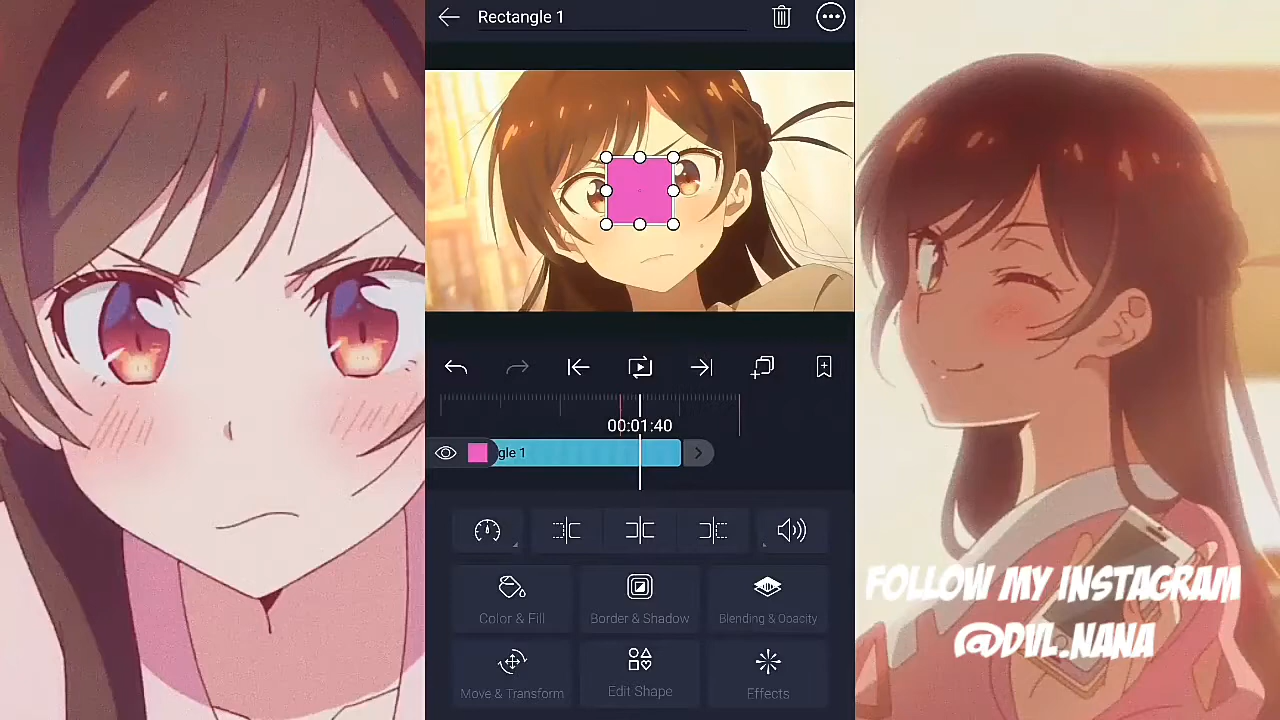 Rectangle 1
00:01:40
gle 1
Color & Fill
Border & Shadow
Blending & Opacity
Move & Transform
Edit Shape
Effects
FOLLOW MY INSTAGRAM
@DVL.NANA